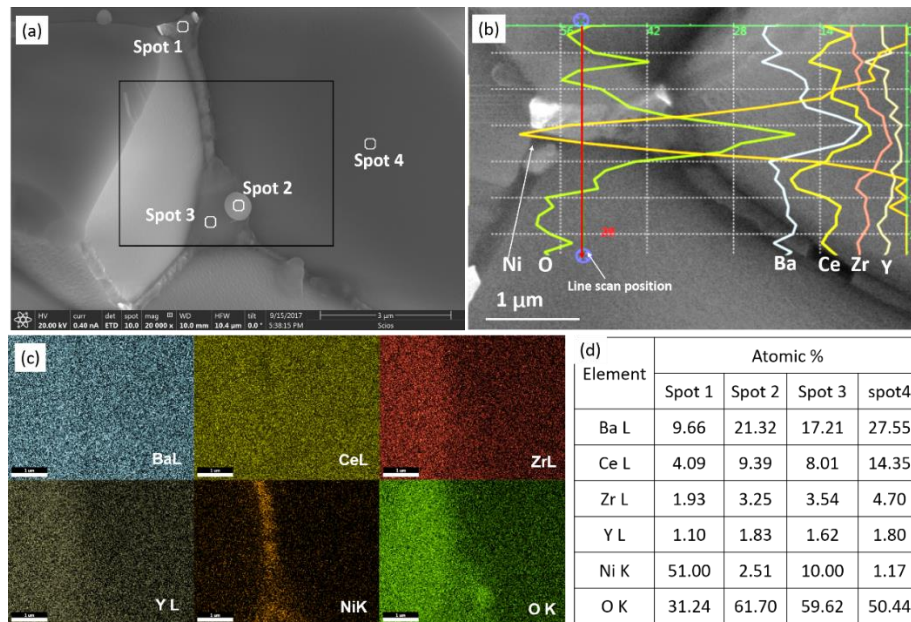 (a)
Spot 1
Spot 4
Spot 2
Spot 3
HV curr det spot mag WD HFW tilt 9/15/2017 3 μm
20.00 kV 0.40 nA ETD 10.0 20 000 x 10.0 mm 10.4 μm 0.0 ° 5:38:15 PM Scios
(b)
56 42 28 14
Ni O Ba Ce Zr Y
Line scan position
1 μm
(c)
BaL CeL ZrL
1 um 1 um 1 um
Y L NiK O K
1 um 1 um 1 um
(d)
Element Atomic %
Spot 1 Spot 2 Spot 3 spot4
Ba L 9.66 21.32 17.21 27.55
Ce L 4.09 9.39 8.01 14.35
Zr L 1.93 3.25 3.54 4.70
Y L 1.10 1.83 1.62 1.80
Ni K 51.00 2.51 10.00 1.17
O K 31.24 61.70 59.62 50.44